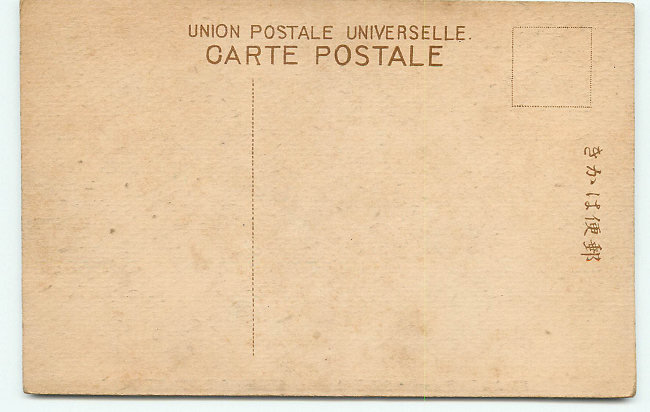 UNION POSTALE UNIVERSELLE.
CARTE POSTALE
郵便はかき